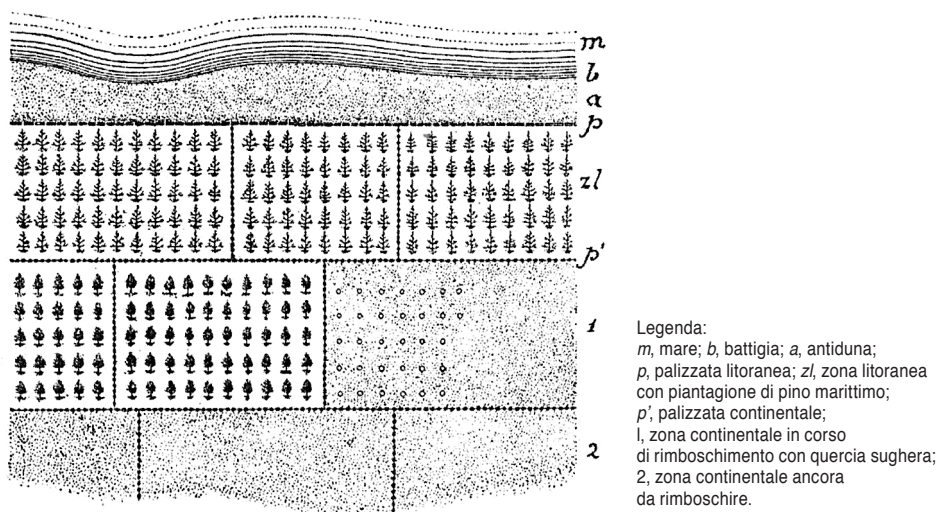 m
b
a
p
zl
p'
1
2
Legenda:
m, mare; b, battigia; a, antiduna;
p, palizzata litoranea; zl, zona litoranea
con piantagione di pino marittimo;
p', palizzata continentale;
l, zona continentale in corso
di rimboschimento con quercia sughera;
2, zona continentale ancora
da rimboschire.